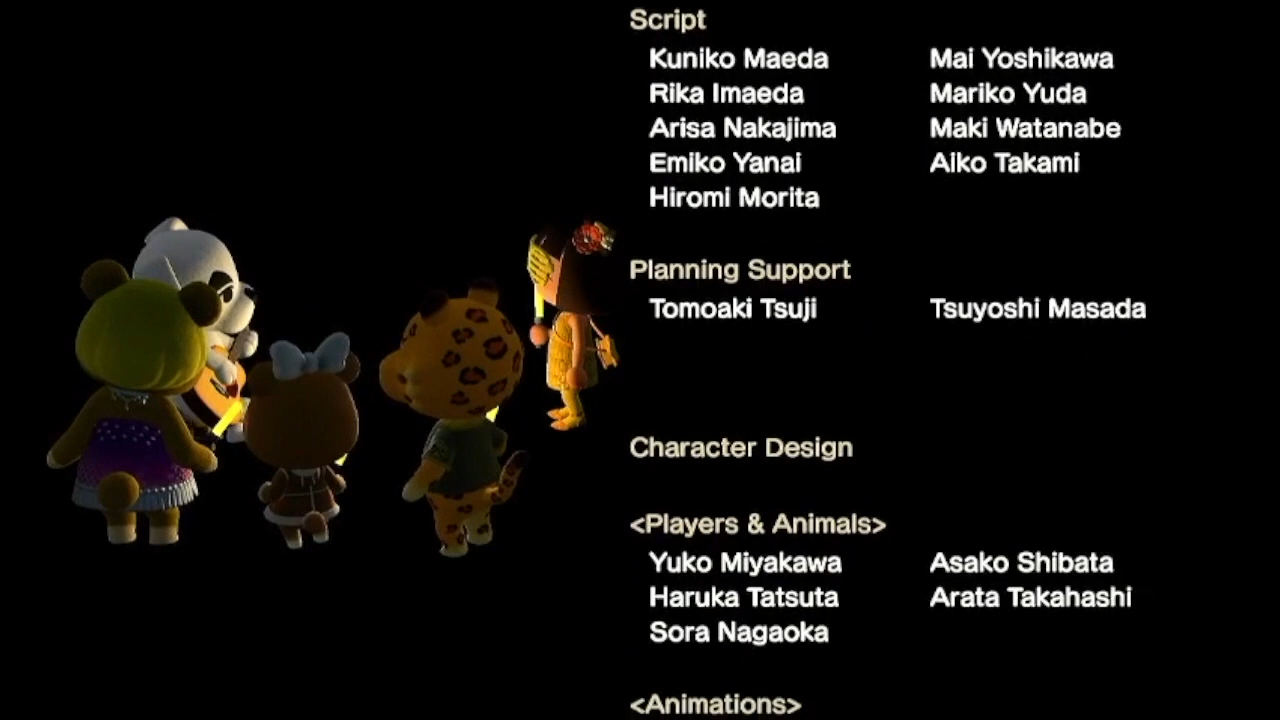 Script
Kuniko Maeda Mai Yoshikawa
Rika Imaeda Mariko Yuda
Arisa Nakajima Maki Watanabe
Emiko Yanai Aiko Takami
Hiromi Morita
Planning Support
Tomoaki Tsuji Tsuyoshi Masada
Character Design
<Players & Animals>
Yuko Miyakawa Asako Shibata
Haruka Tatsuta Arata Takahashi
Sora Nagaoka
<Animations>